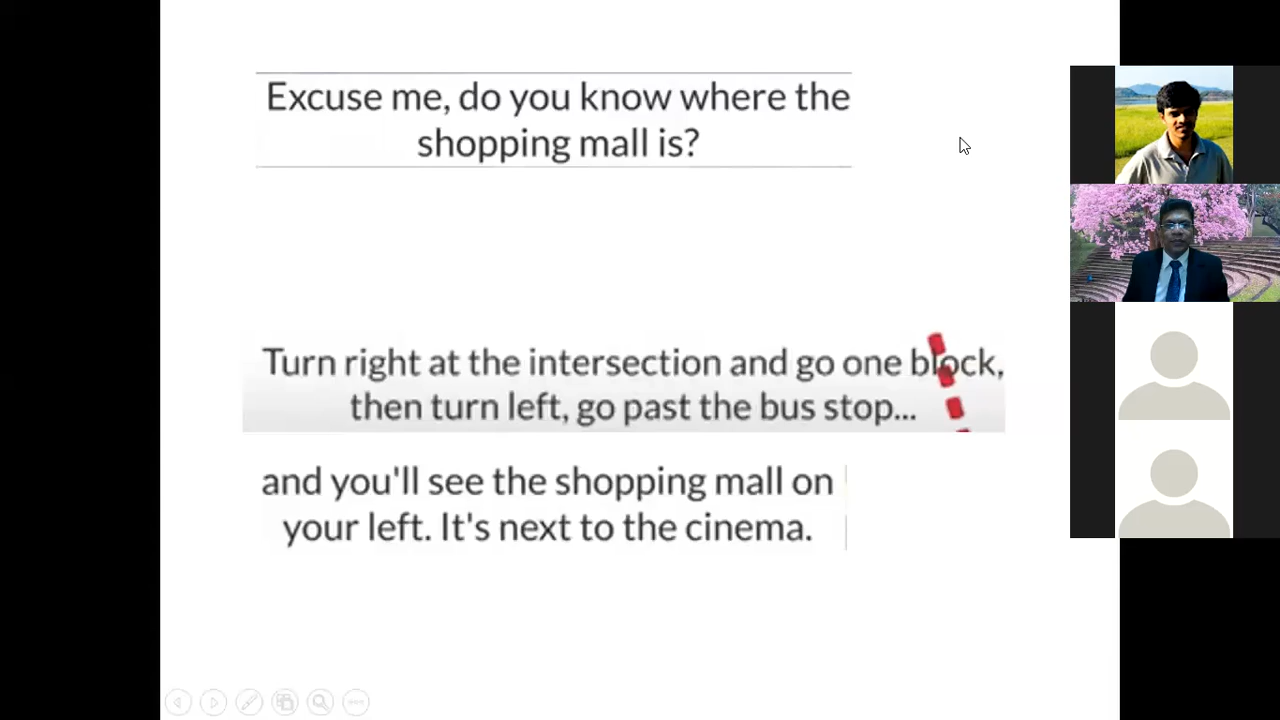 Excuse me, do you know where the
shopping mall is?
Turn right at the intersection and go one block,
then turn left, go past the bus stop...
and you'll see the shopping mall on
your left. It's next to the cinema.